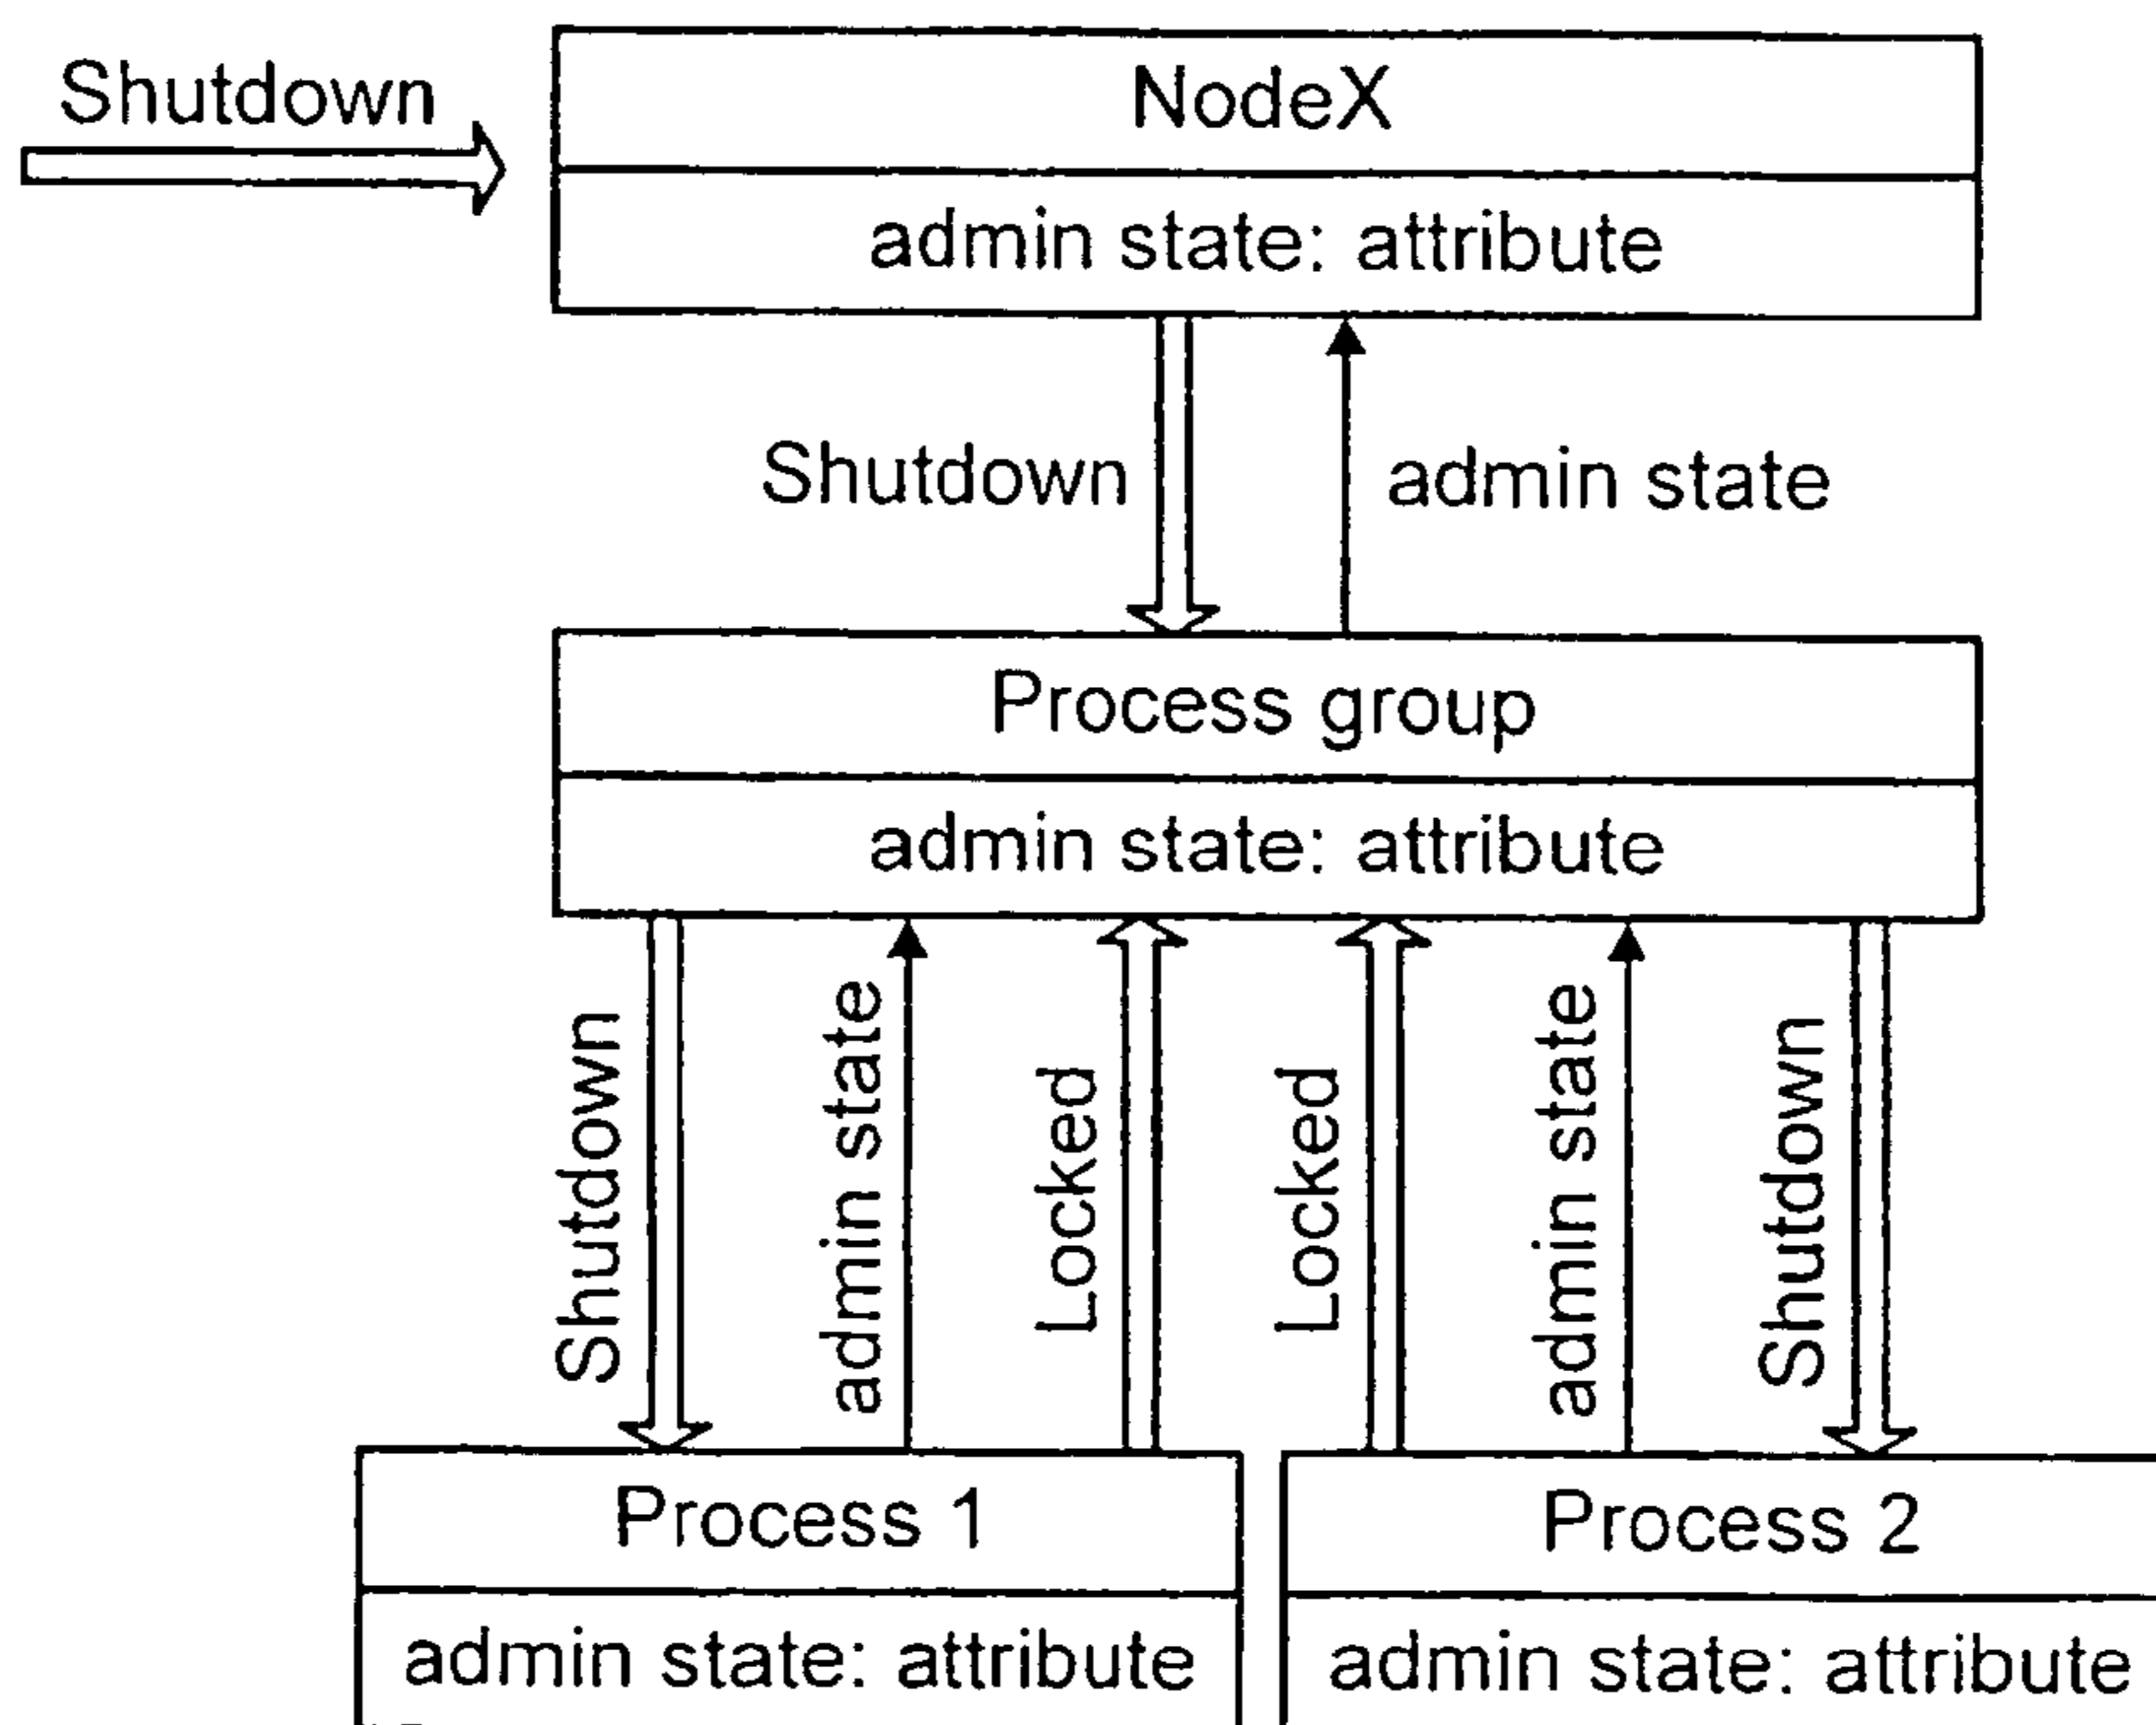 Shutdown
NodeX
admin state: attribute
Shutdown
admin state
Process group
admin state: attribute
Shutdown
admin state
Locked
Locked
admin state
Shutdown
Process 1
Process 2
admin state: attribute
admin state: attribute